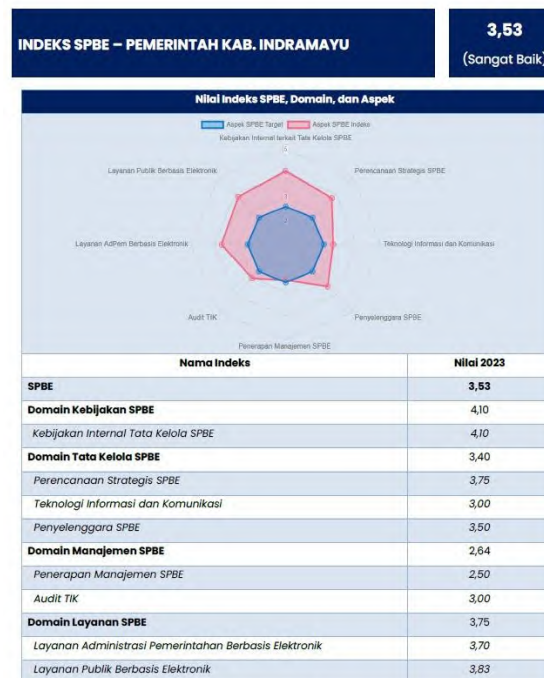 INDEKS SPBE – PEMERINTAH KAB. INDRAMAYU
3,53
(Sangat Baik)
Nilai Indeks SPBE, Domain, dan Aspek
Aspek SPBE Target Aspek SPBE Indeks
Kebijakan Internal terkait Tata Kelola SPBE
Layanan Publik Berbasis Elektronik
Perencanaan Strategis SPBE
Layanan AdPem Berbasis Elektronik
Teknologi Informasi dan Komunikasi
Audit TIK
Penyelenggara SPBE
Penerapan Manajemen SPBE
Nama Indeks Nilai 2023
SPBE 3,53
Domain Kebijakan SPBE 4,10
Kebijakan Internal Tata Kelola SPBE 4,10
Domain Tata Kelola SPBE 3,40
Perencanaan Strategis SPBE 3,75
Teknologi Informasi dan Komunikasi 3,00
Penyelenggara SPBE 3,50
Domain Manajemen SPBE 2,64
Penerapan Manajemen SPBE 2,50
Audit TIK 3,00
Domain Layanan SPBE 3,75
Layanan Administrasi Pemerintahan Berbasis Elektronik 3,70
Layanan Publik Berbasis Elektronik 3,83